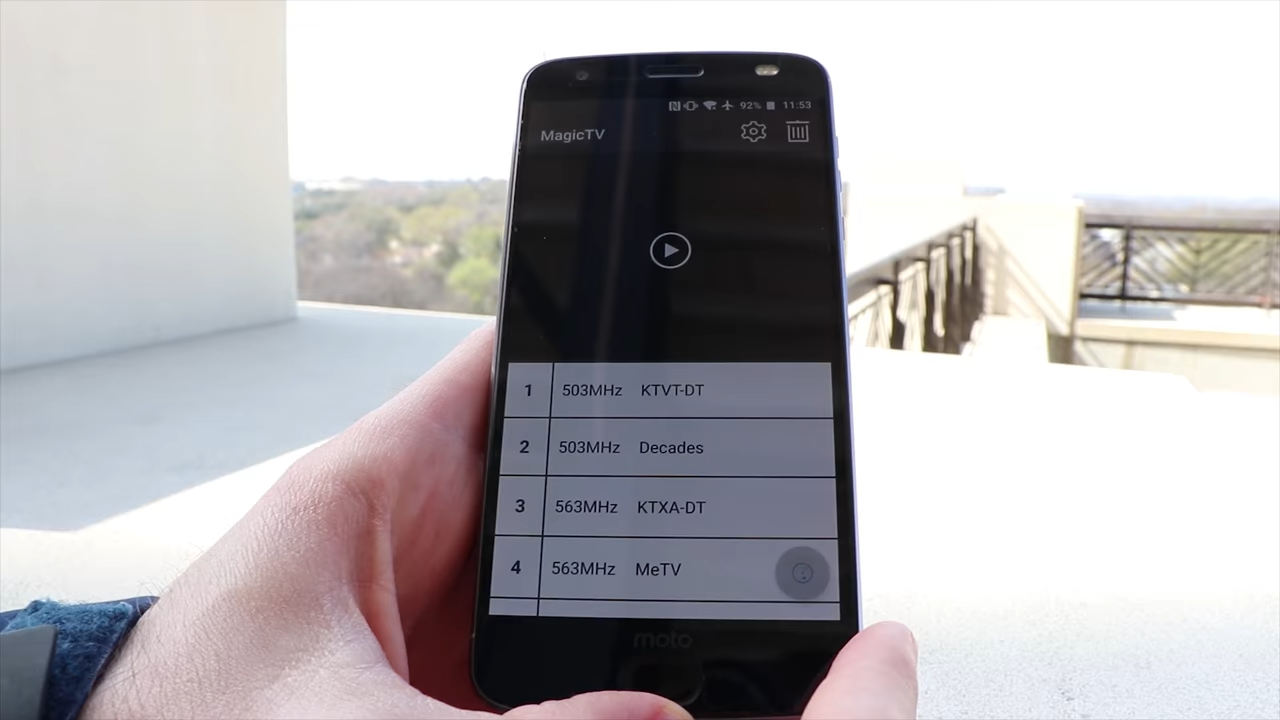 92% 11:53
MagicTV
1 503MHz KTVT-DT
2 503MHz Decades
3 563MHz KTXA-DT
4 563MHz MeTV
moto